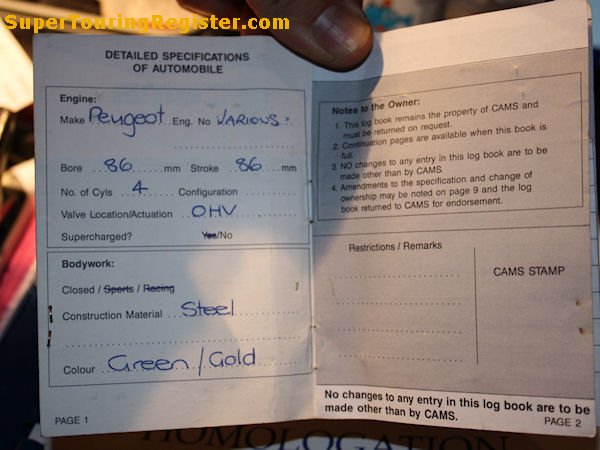 SuperTouringRegister.com
DETAILED SPECIFICATIONS
OF AUTOMOBILE
Engine:
Make Peugeot Eng. No VARIOUS.
Bore 86 mm Stroke 86 mm
No. of Cyls 4 Configuration
Valve Location/Actuation OHV
Supercharged? Yes/No
Bodywork:
Closed / Sports / Racing
Construction Material Steel
Colour Green/Gold
PAGE 1
Notes to the Owner:
1. This log book remains the property of CAMS and
must be returned on request.
2. Continuation pages are available when this book is
full.
3. NO changes to any entry in this log book are to be
made other than by CAMS.
4. Amendments to the specification and change of
ownership may be noted on page 9 and the log
book returned to CAMS for endorsement.
Restrictions / Remarks
CAMS STAMP
No changes to any entry in this log book are to be
made other than by CAMS.
PAGE 2
HOMOLOGATION